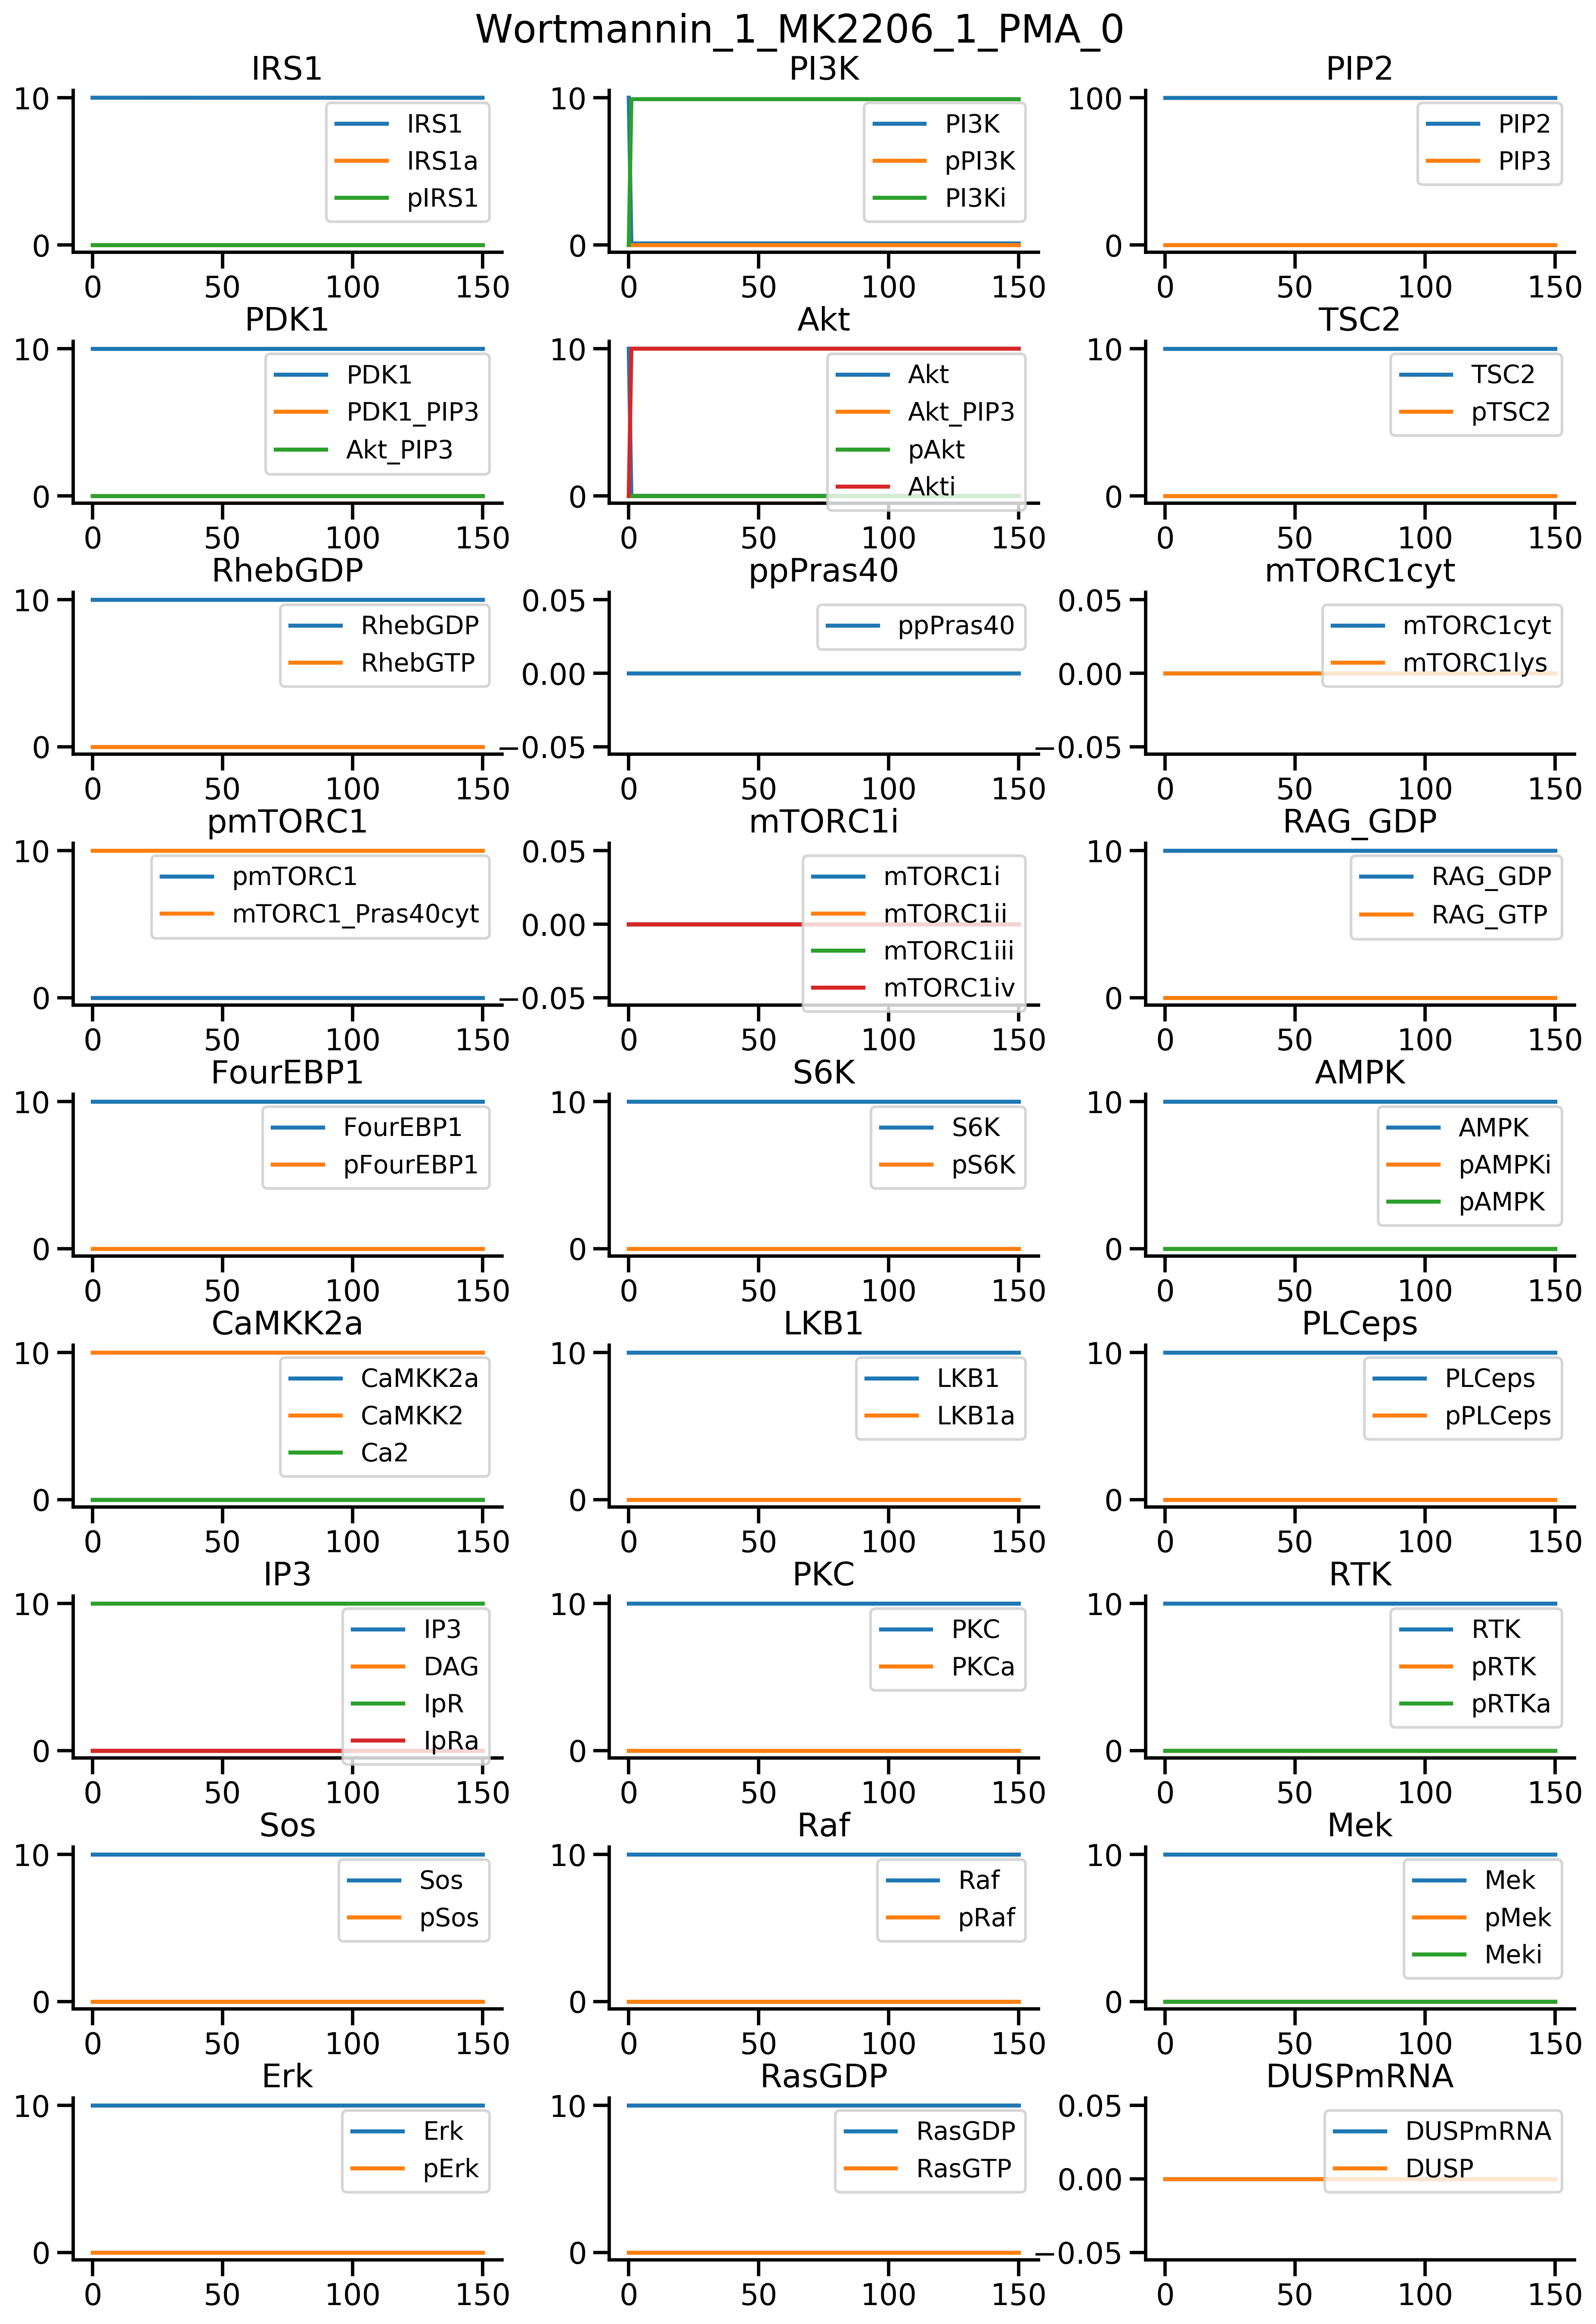 Wortmannin_1_MK2206_1_PMA_0
IRS1
10
0
0 50 100 150
IRS1
IRS1a
pIRS1
PI3K
10
0
0 50 100 150
PI3K
pPI3K
PI3Ki
PIP2
100
0
0 50 100 150
PIP2
PIP3
PDK1
10
0
0 50 100 150
PDK1
PDK1_PIP3
Akt_PIP3
Akt
10
0
0 50 100 150
Akt
Akt_PIP3
pAkt
Akti
TSC2
10
0
0 50 100 150
TSC2
pTSC2
RhebGDP
10
0
0 50 100 150
RhebGDP
RhebGTP
ppPras40
0.05
0.00
−0.05
0 50 100 150
ppPras40
mTORC1cyt
0.05
0.00
−0.05
0 50 100 150
mTORC1cyt
mTORC1lys
pmTORC1
10
0
0 50 100 150
pmTORC1
mTORC1_Pras40cyt
mTORC1i
0.05
0.00
−0.05
0 50 100 150
mTORC1i
mTORC1ii
mTORC1iii
mTORC1iv
RAG_GDP
10
0
0 50 100 150
RAG_GDP
RAG_GTP
FourEBP1
10
0
0 50 100 150
FourEBP1
pFourEBP1
S6K
10
0
0 50 100 150
S6K
pS6K
AMPK
10
0
0 50 100 150
AMPK
pAMPKi
pAMPK
CaMKK2a
10
0
0 50 100 150
CaMKK2a
CaMKK2
Ca2
LKB1
10
0
0 50 100 150
LKB1
LKB1a
PLCeps
10
0
0 50 100 150
PLCeps
pPLCeps
IP3
10
0
0 50 100 150
IP3
DAG
IpR
IpRa
PKC
10
0
0 50 100 150
PKC
PKCa
RTK
10
0
0 50 100 150
RTK
pRTK
pRTKa
Sos
10
0
0 50 100 150
Sos
pSos
Raf
10
0
0 50 100 150
Raf
pRaf
Mek
10
0
0 50 100 150
Mek
pMek
Meki
Erk
10
0
0 50 100 150
Erk
pErk
RasGDP
10
0
0 50 100 150
RasGDP
RasGTP
DUSPmRNA
0.05
0.00
−0.05
0 50 100 150
DUSPmRNA
DUSP